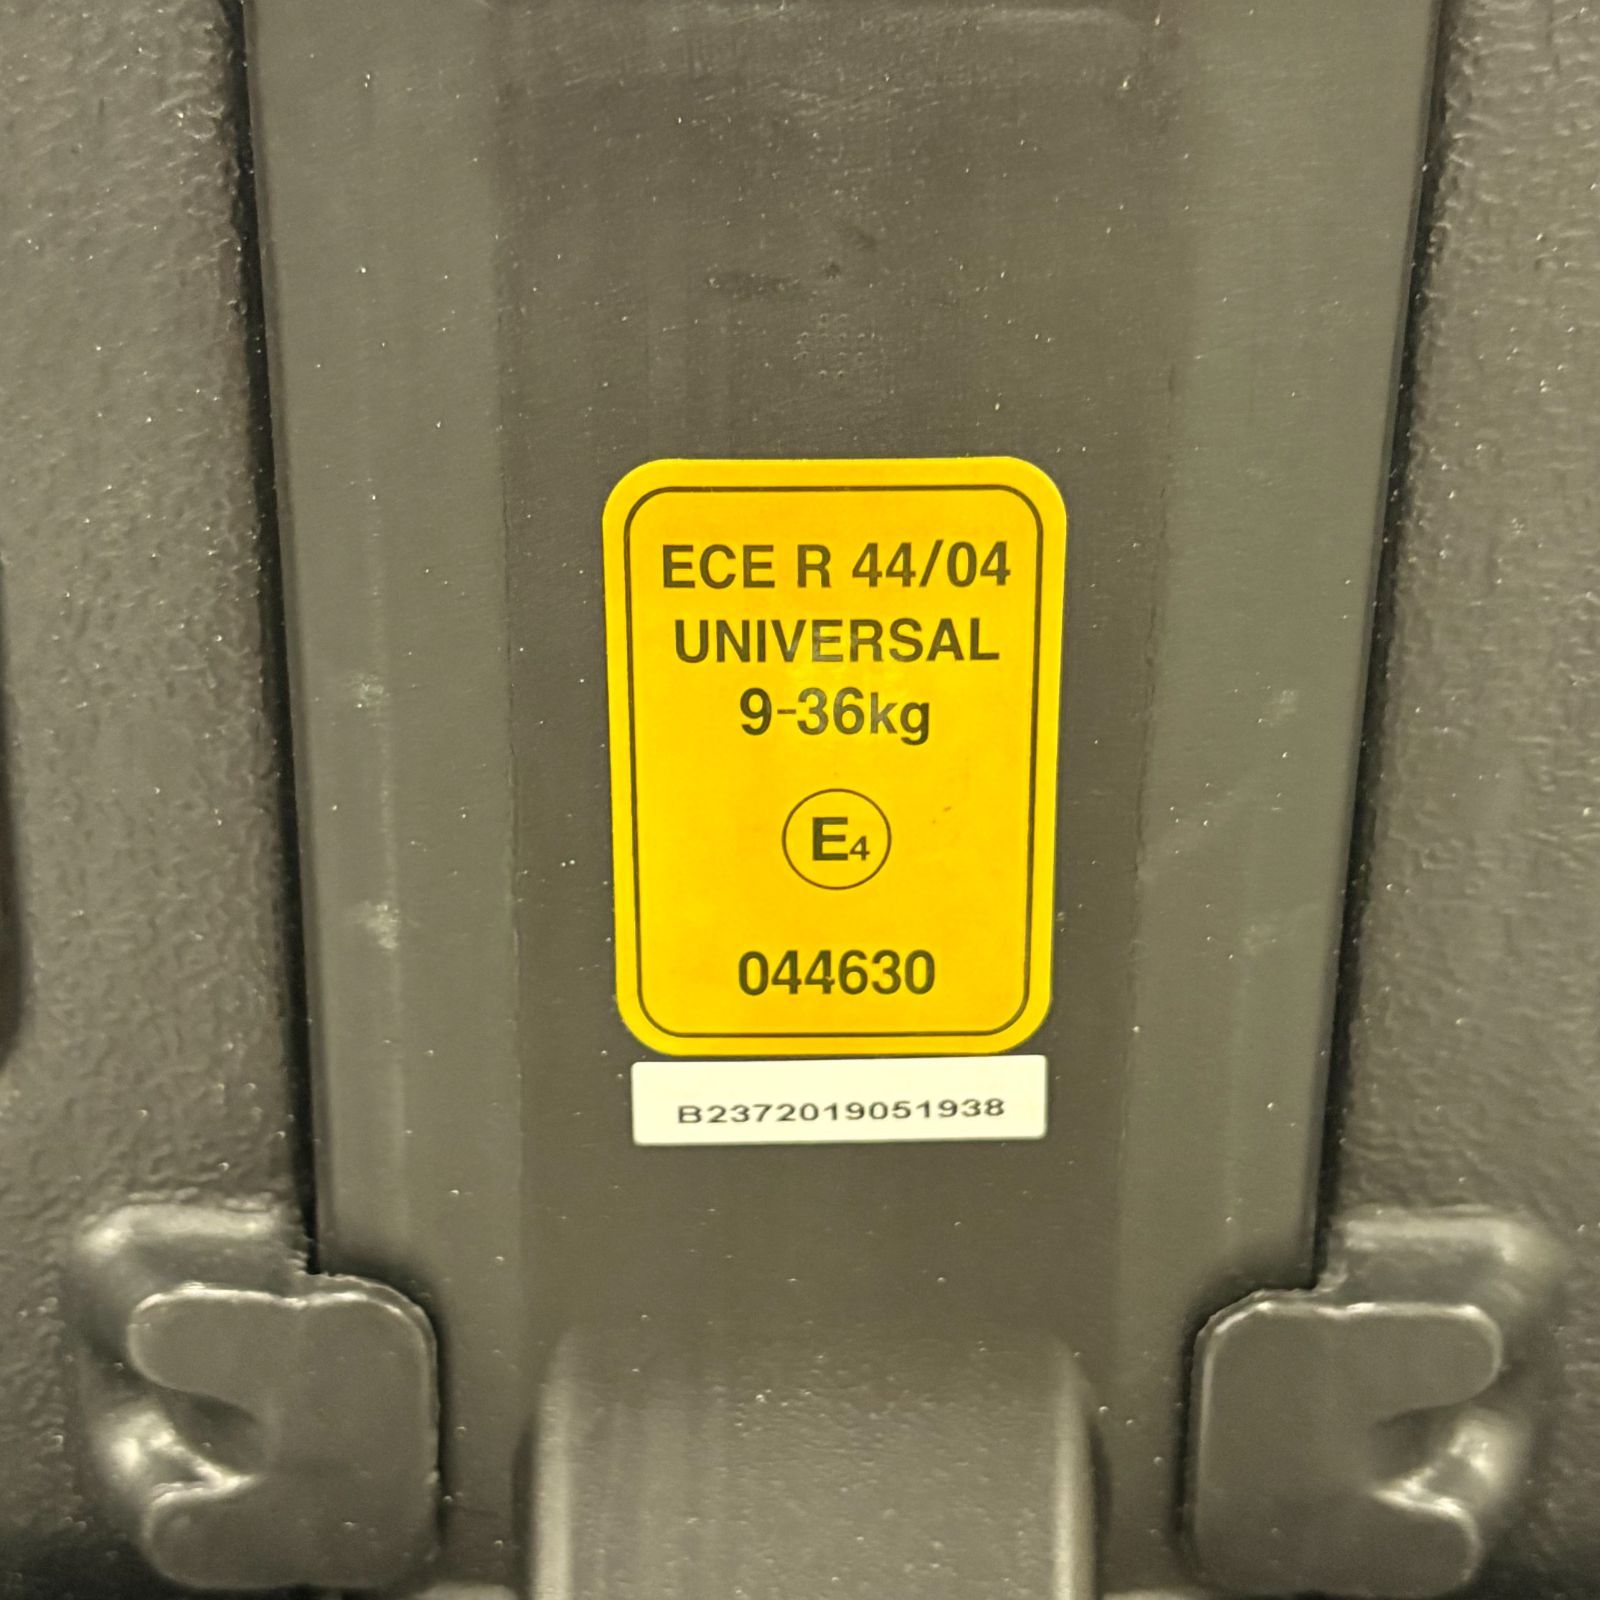 ECE R 44/04
UNIVERSAL
9-36kg
E4
044630
B2372019051938